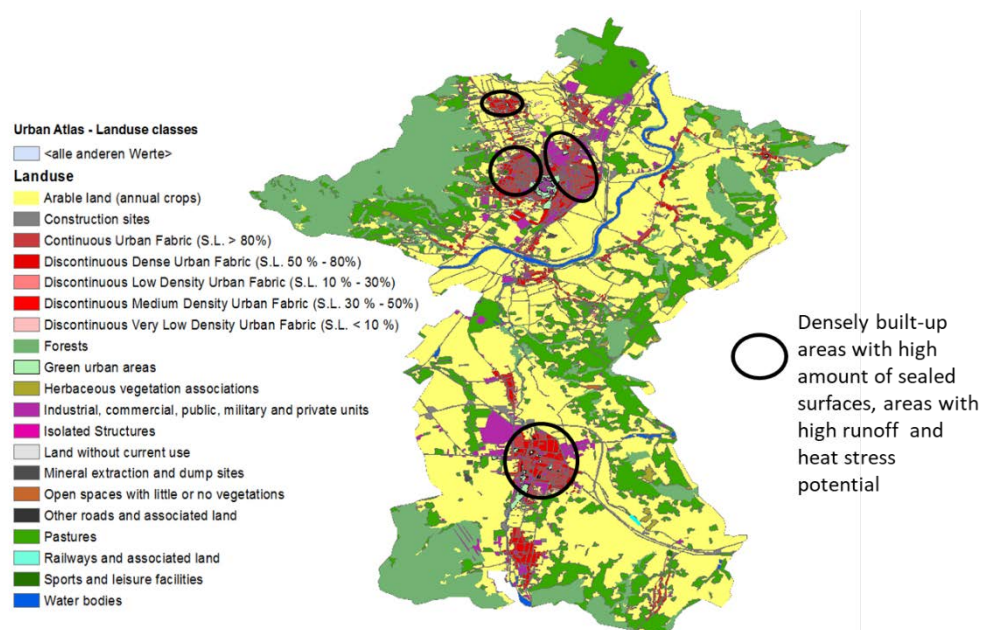 Urban Atlas - Landuse classes
<alle anderen Werte>
Landuse
Arable land (annual crops)
Construction sites
Continuous Urban Fabric (S.L. > 80%)
Discontinuous Dense Urban Fabric (S.L. 50 % - 80%)
Discontinuous Low Density Urban Fabric (S.L. 10 % - 30%)
Discontinuous Medium Density Urban Fabric (S.L. 30 % - 50%)
Discontinuous Very Low Density Urban Fabric (S.L. < 10 %)
Forests
Green urban areas
Herbaceous vegetation associations
Industrial, commercial, public, military and private units
Isolated Structures
Land without current use
Mineral extraction and dump sites
Open spaces with little or no vegetations
Other roads and associated land
Pastures
Railways and associated land
Sports and leisure facilities
Water bodies
Densely built-up
areas with high
amount of sealed
surfaces, areas with
high runoff and
heat stress
potential